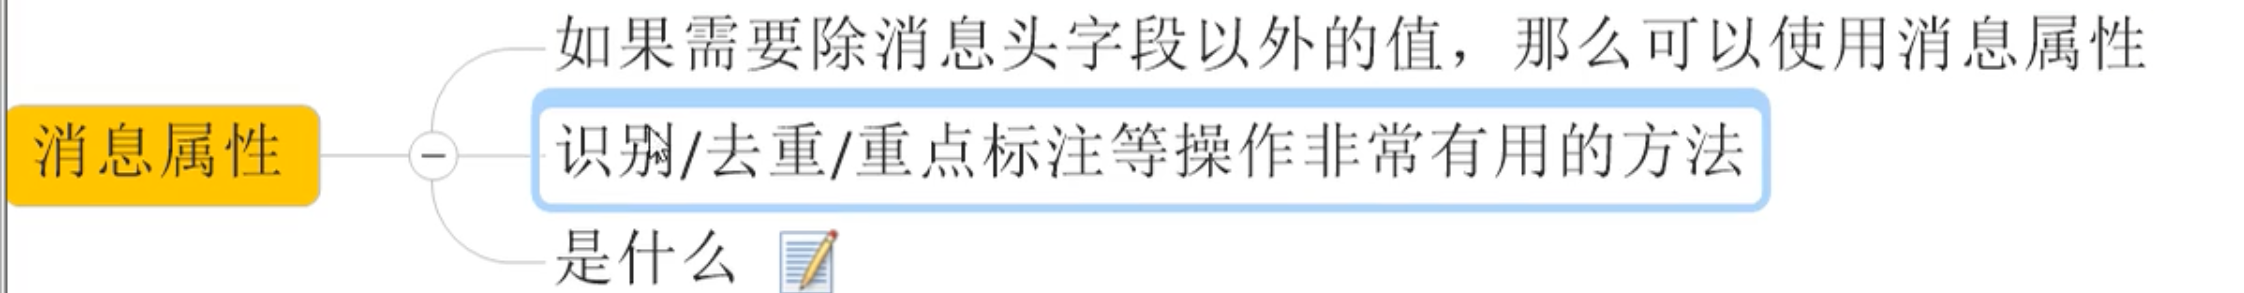 如果需要除消息头字段以外的值，那么可以使用消息属性
消息属性
识别/去重/重点标注等操作非常有用的方法
是什么